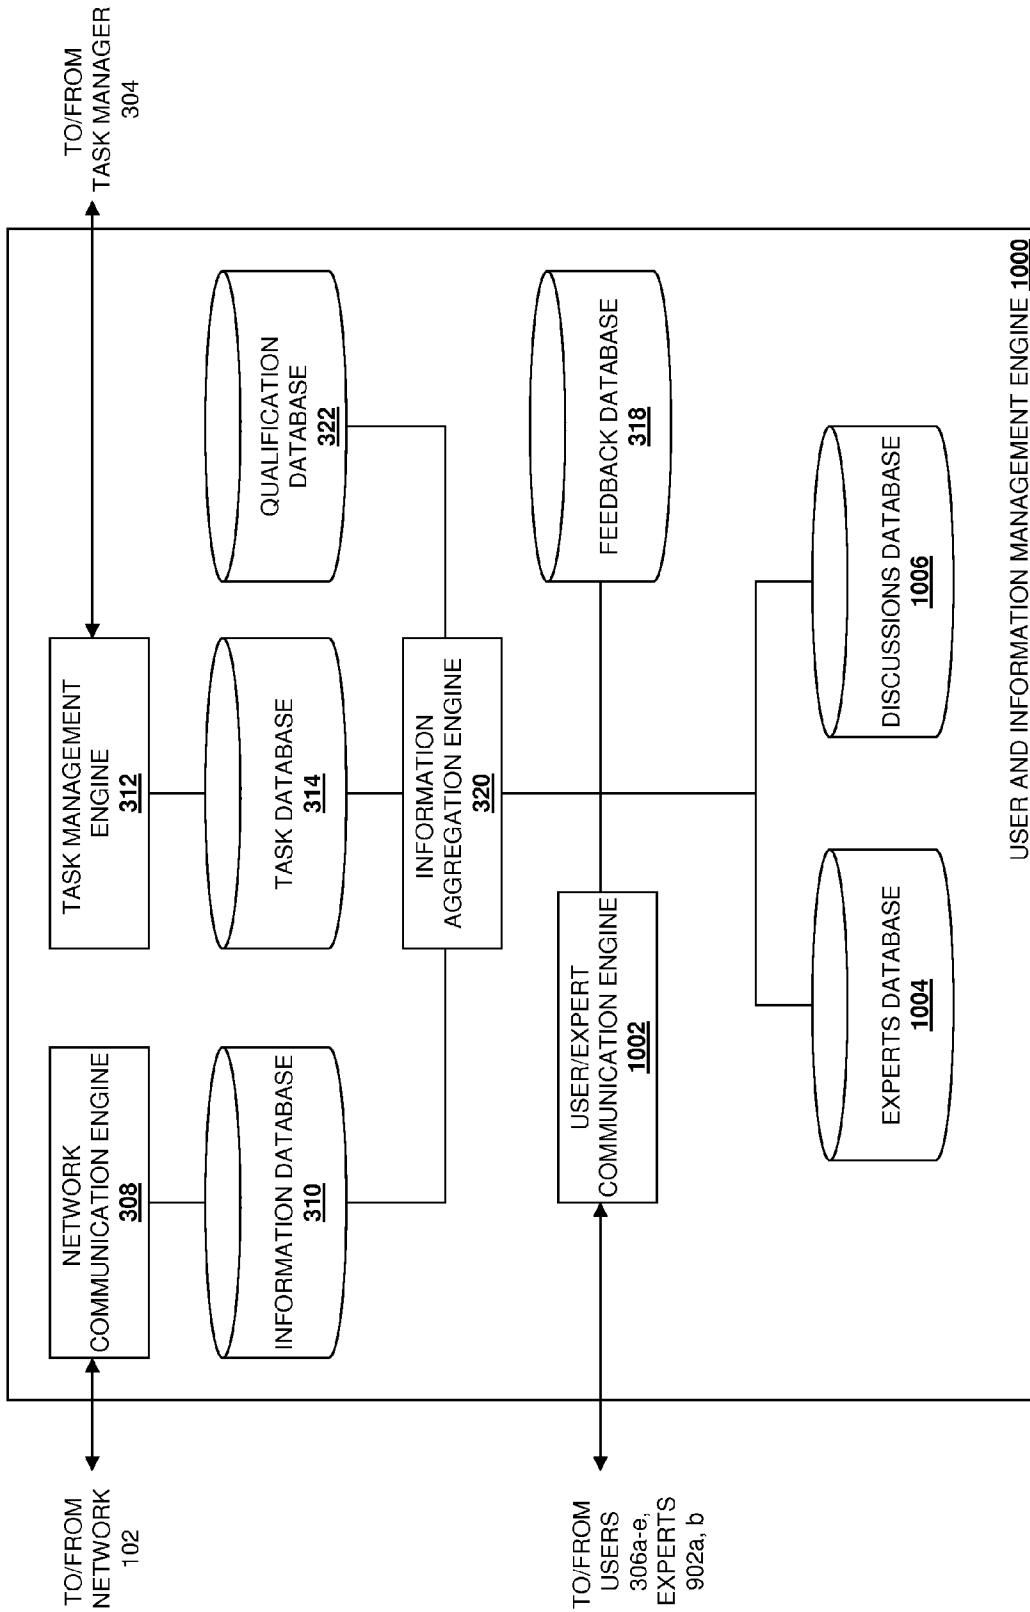 TO/FROM
NETWORK
102
NETWORK
COMMUNICATION ENGINE
308
TASK MANAGEMENT
ENGINE
312
TO/FROM
TASK MANAGER
304
INFORMATION DATABASE
310
TASK DATABASE
314
QUALIFICATION
DATABASE
322
INFORMATION
AGGREGATION ENGINE
320
TO/FROM
USERS
306a-e,
EXPERTS
902a, b
USER/EXPERT
COMMUNICATION ENGINE
1002
FEEDBACK DATABASE
318
EXPERTS DATABASE
1004
DISCUSSIONS DATABASE
1006
USER AND INFORMATION MANAGEMENT ENGINE 1000